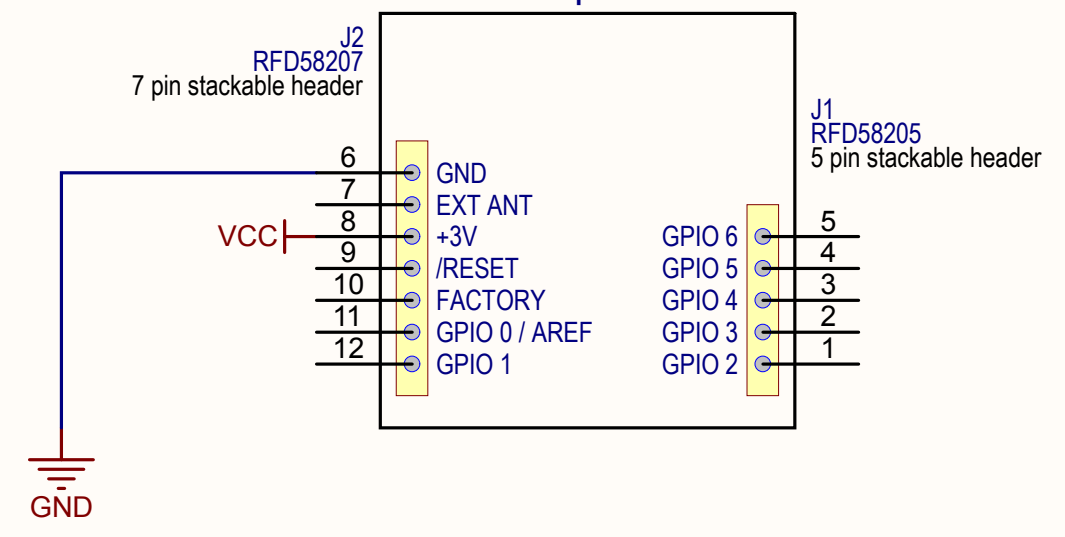 J2
RFD58207
7 pin stackable header
J1
RFD58205
5 pin stackable header
6 GND
7 EXT ANT
VCC 8 +3V
9 /RESET
10 FACTORY
11 GPIO 0 / AREF
12 GPIO 1
GPIO 6 5
GPIO 5 4
GPIO 4 3
GPIO 3 2
GPIO 2 1
GND